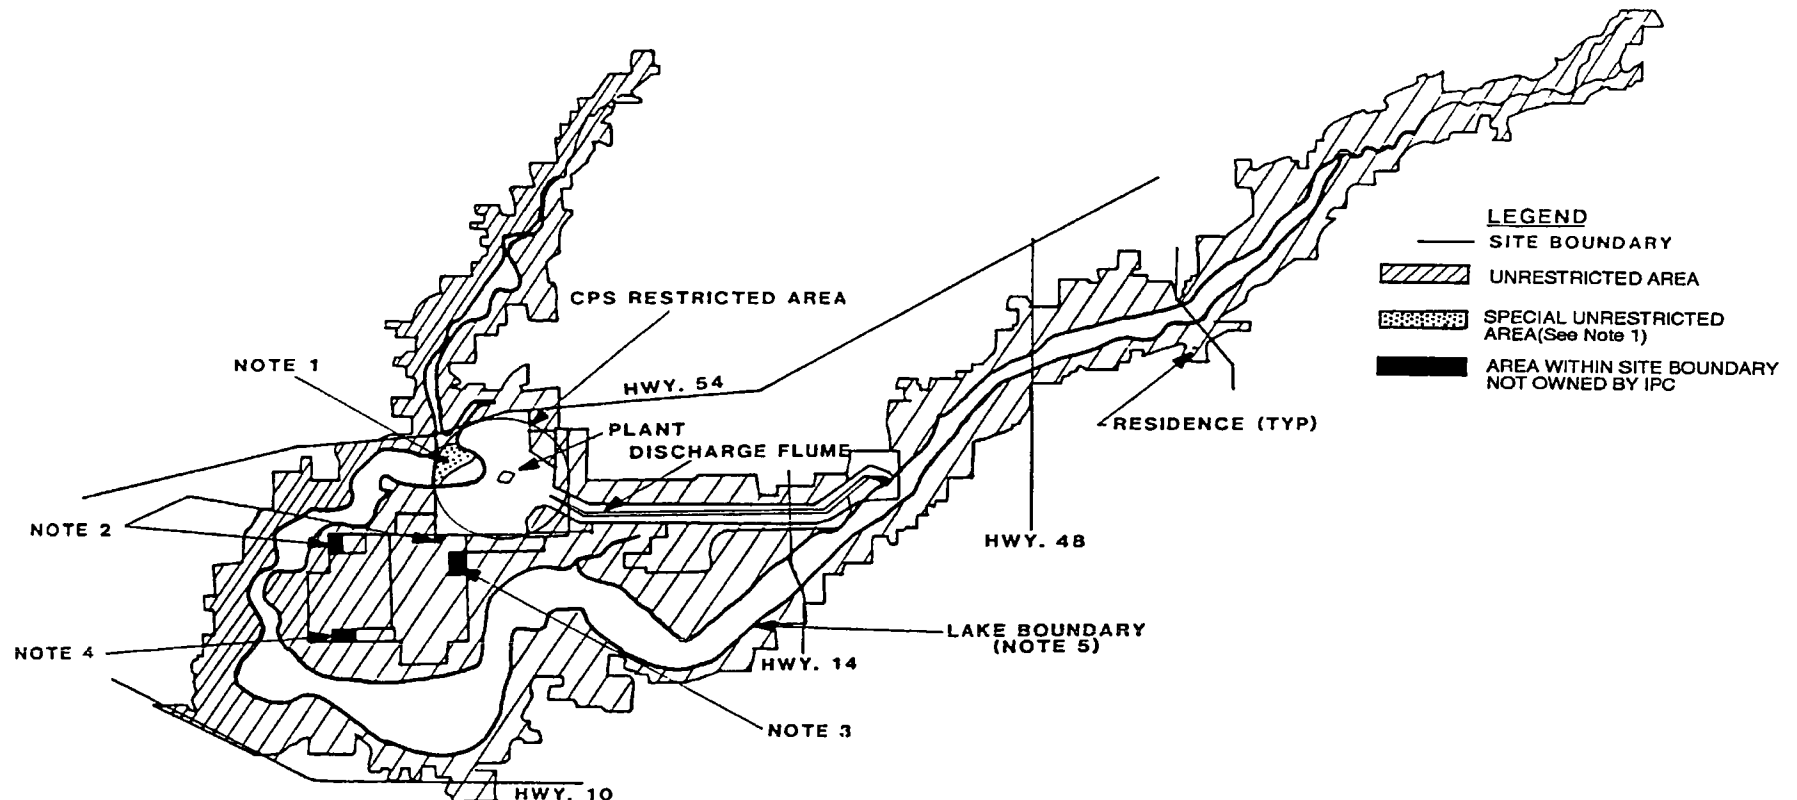 LEGEND
SITE BOUNDARY
UNRESTRICTED AREA
SPECIAL UNRESTRICTED
AREA(See Note 1)
AREA WITHIN SITE BOUNDARY
NOT OWNED BY IPC
CPS RESTRICTED AREA
NOTE 1
HWY. 54
PLANT
DISCHARGE FLUME
RESIDENCE (TYP)
NOTE 2
HWY. 48
LAKE BOUNDARY
(NOTE 5)
NOTE 4
HWY. 14
NOTE 3
HWY. 10